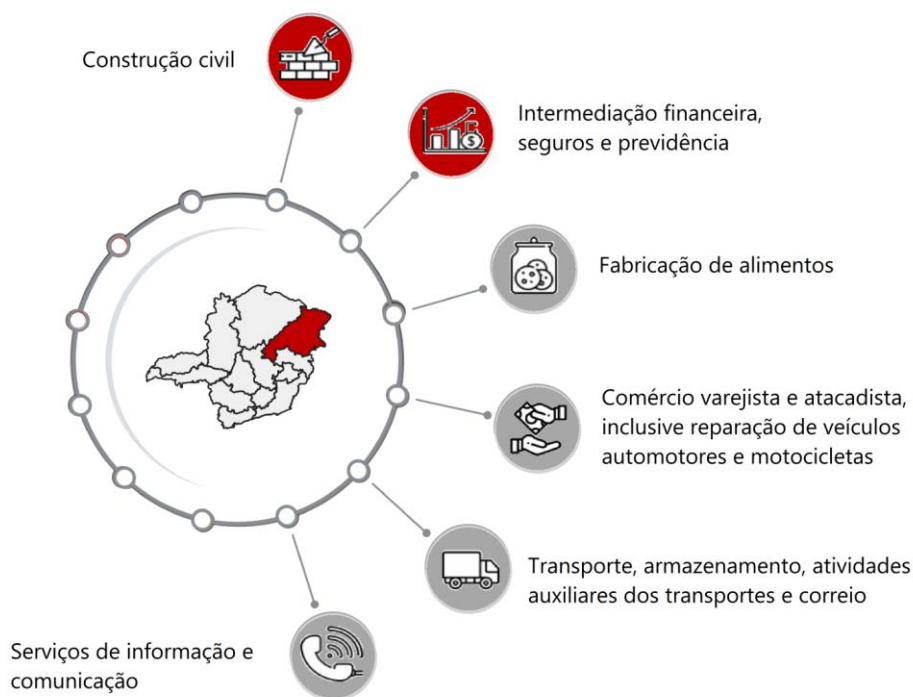 Construção civil
Intermediação financeira,
seguros e previdência
Fabricação de alimentos
Comércio varejista e atacadista,
inclusive reparação de veículos
automotores e motocicletas
Transporte, armazenamento, atividades
auxiliares dos transportes e correio
Serviços de informação e
comunicação